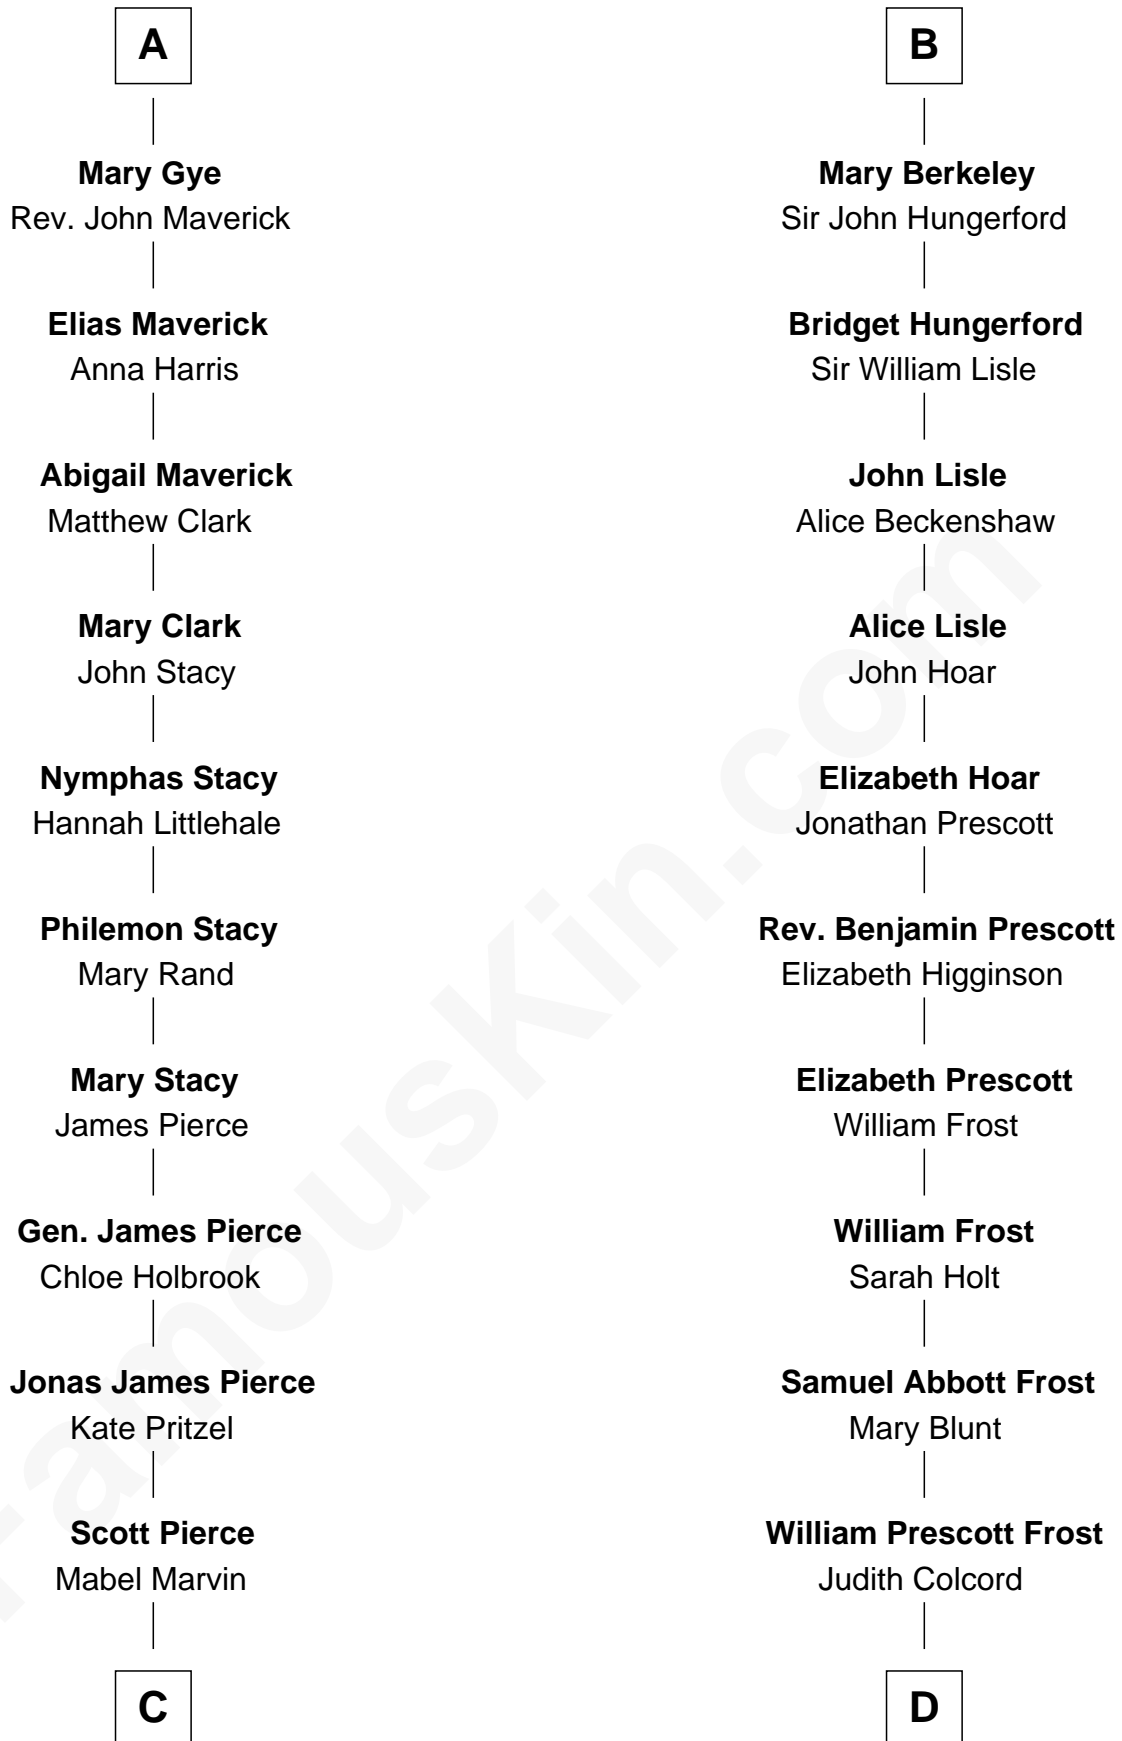 A
Mary Gye
Rev. John Maverick
Elias Maverick
Anna Harris
Abigail Maverick
Matthew Clark
Mary Clark
John Stacy
Nymphas Stacy
Hannah Littlehale
Philemon Stacy
Mary Rand
Mary Stacy
James Pierce
Gen. James Pierce
Chloe Holbrook
Jonas James Pierce
Kate Pritzel
Scott Pierce
Mabel Marvin
C
B
Mary Berkeley
Sir John Hungerford
Bridget Hungerford
Sir William Lisle
John Lisle
Alice Beckenshaw
Alice Lisle
John Hoar
Elizabeth Hoar
Jonathan Prescott
Rev. Benjamin Prescott
Elizabeth Higginson
Elizabeth Prescott
William Frost
William Frost
Sarah Holt
Samuel Abbott Frost
Mary Blunt
William Prescott Frost
Judith Colcord
D
FamousKin.com